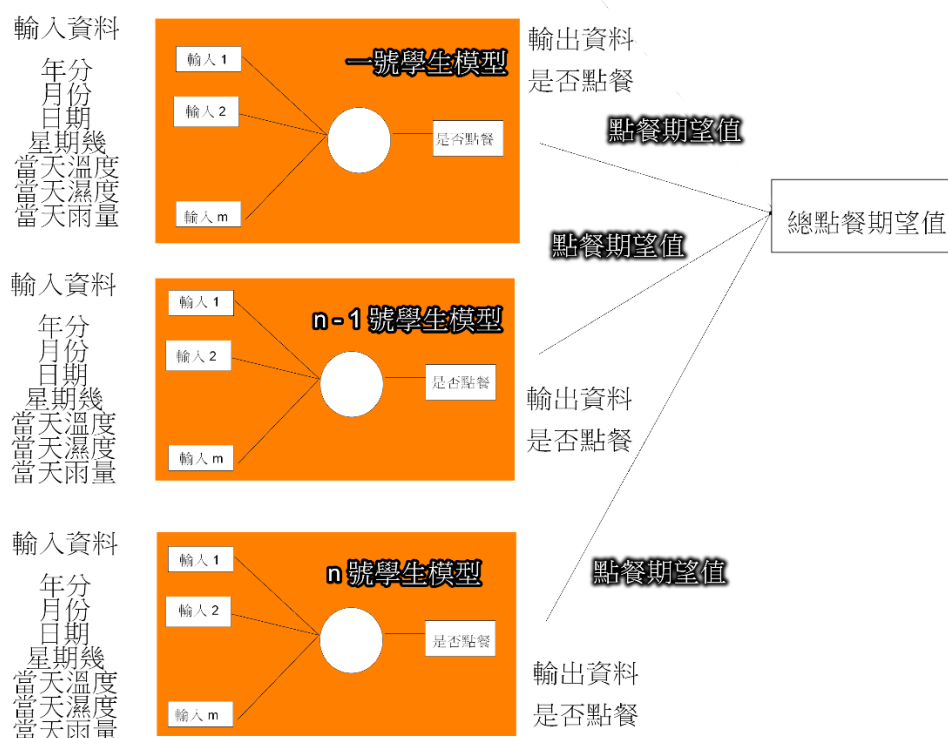 輸入資料
年分
月份
日期
星期幾
當天溫度
當天濕度
當天雨量
輸入 1
輸入 2
輸入 m
一號學生模型
是否點餐
輸出資料
是否點餐
點餐期望值
總點餐期望值
點餐期望值
輸入資料
年分
月份
日期
星期幾
當天溫度
當天濕度
當天雨量
輸入 1
輸入 2
輸入 m
n - 1 號學生模型
是否點餐
輸出資料
是否點餐
輸入資料
年分
月份
日期
星期幾
當天溫度
當天濕度
當天雨量
輸入 1
輸入 2
輸入 m
n 號學生模型
是否點餐
點餐期望值
輸出資料
是否點餐